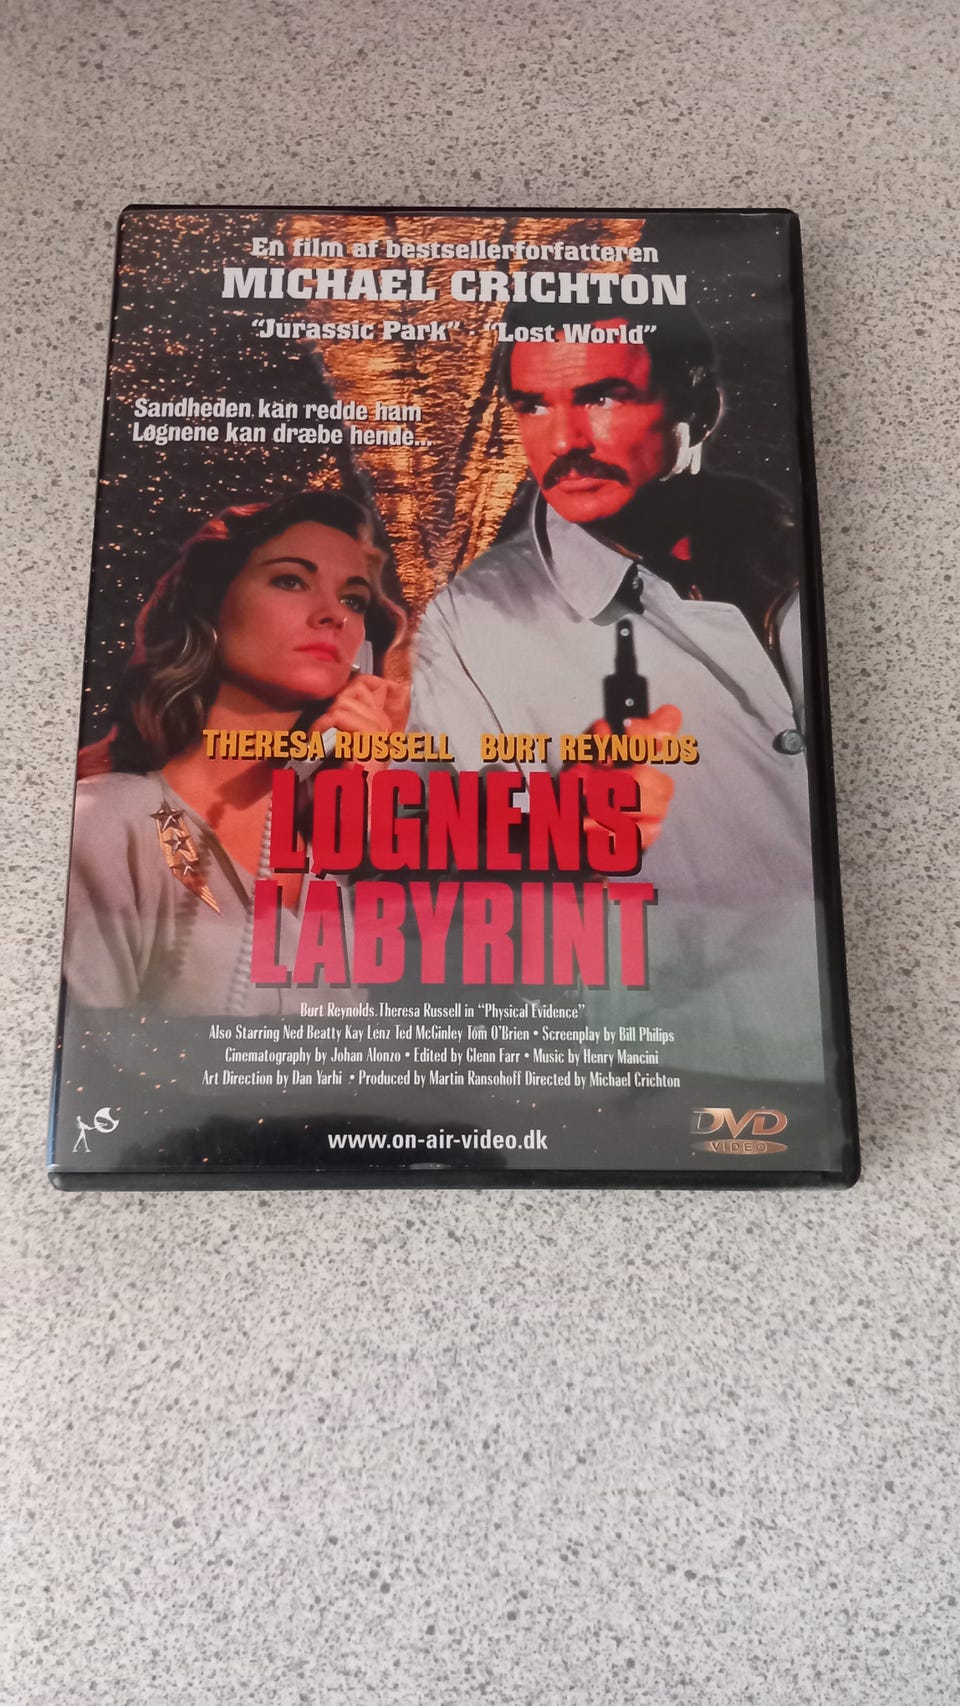 En film af bestsellerforfatteren
MICHAEL CRICHTON
"Jurassic Park" · "Lost World"
Sandheden kan redde ham
Løgnene kan dræbe hende...
THERESA RUSSELL BURT REYNOLDS
LØGNENS
LABYRINT
Burt Reynolds.Theresa Russell in “Physical Evidence”
Also Starring Ned Beatty Kay Lenz Ted McGinley Tom O'Brien • Screenplay by Bill Philips
Cinematography by Johan Alonzo • Edited by Glenn Farr • Music by Henry Mancini
Art Direction by Dan Yarhi • Produced by Martin Ransohoff Directed by Michael Crichton
www.on-air-video.dk
DVD
VIDEO